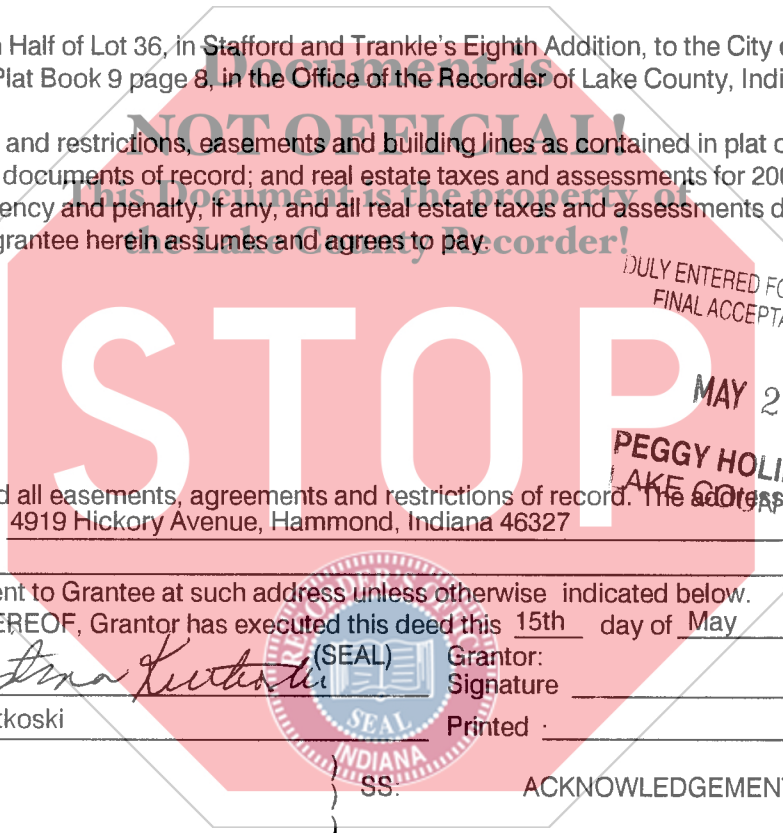 Half of Lot 36, in Stafford and Trankle's Eighth Addition, to the City
Document is
Plat Book 9 page 8, in the Office of the Recorder of Lake County, Indi
NOT OFFICIAL!
and restrictions, easements and building lines as contained in plat
documents of record; and real estate taxes and assessments for 200
This Document is the property of
ency and penalty, if any, and all real estate taxes and assessments d
the Lake County Recorder!
grantee herein assumes and agrees to pay.
DULY ENTERED FO
FINAL ACCEPTA
STOP
MAY 2
PEGGY HOLI
LAKE COU
d all easements, agreements and restrictions of record. The address
4919 Hickory Avenue, Hammond, Indiana 46327
ent to Grantee at such address unless otherwise indicated below.
EREOF, Grantor has executed this deed this 15th day of May
(SEAL) Grantor:
Signature
tkoski Printed
RECORDER'S OFFICE
SEAL
INDIANA
) SS: ACKNOWLEDGEMENT
)